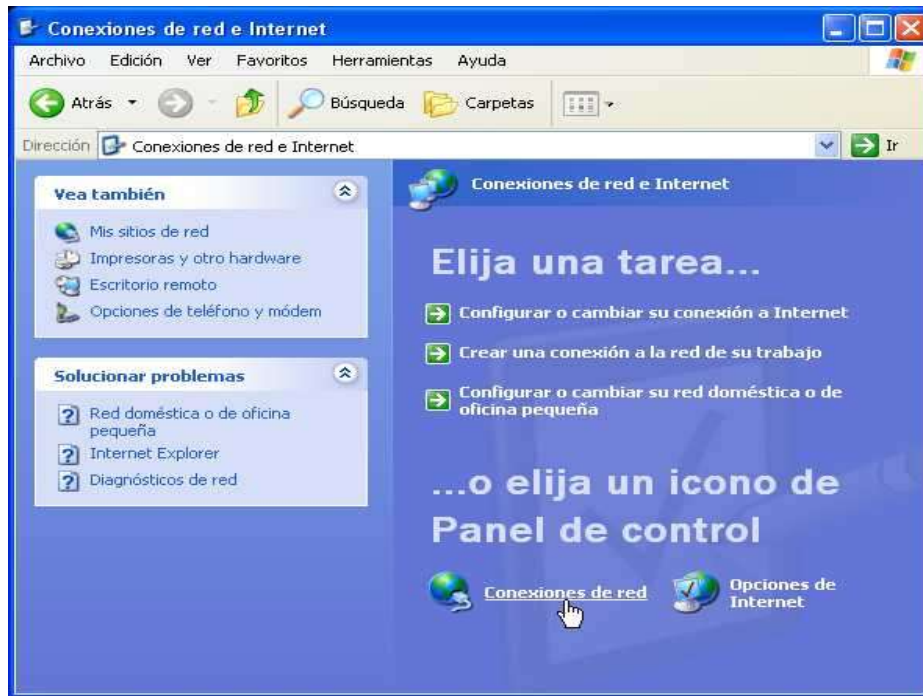 Conexiones de red e Internet
Archivo Edición Ver Favoritos Herramientas Ayuda
Atrás Búsqueda Carpetas
Dirección Conexiones de red e Internet Ir
Vea también
Mis sitios de red
Impresoras y otro hardware
Escritorio remoto
Opciones de teléfono y módem
Solucionar problemas
Red doméstica o de oficina
pequeña
Internet Explorer
Diagnósticos de red
Conexiones de red e Internet
Elija una tarea...
Configurar o cambiar su conexión a Internet
Crear una conexión a la red de su trabajo
Configurar o cambiar su red doméstica o de
oficina pequeña
...o elija un icono de
Panel de control
Conexiones de red
Opciones de
Internet